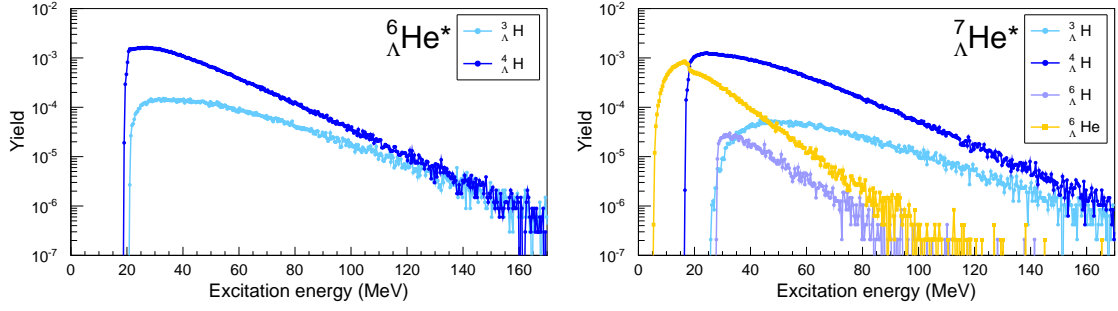 ⁶ΛHe*
³ΛH
⁴ΛH
Yield
10⁻²
10⁻³
10⁻⁴
10⁻⁵
10⁻⁶
10⁻⁷
0 20 40 60 80 100 120 140 160
Excitation energy (MeV)
⁷ΛHe*
³ΛH
⁴ΛH
⁶ΛH
⁶ΛHe
Yield
10⁻²
10⁻³
10⁻⁴
10⁻⁵
10⁻⁶
10⁻⁷
0 20 40 60 80 100 120 140 160
Excitation energy (MeV)